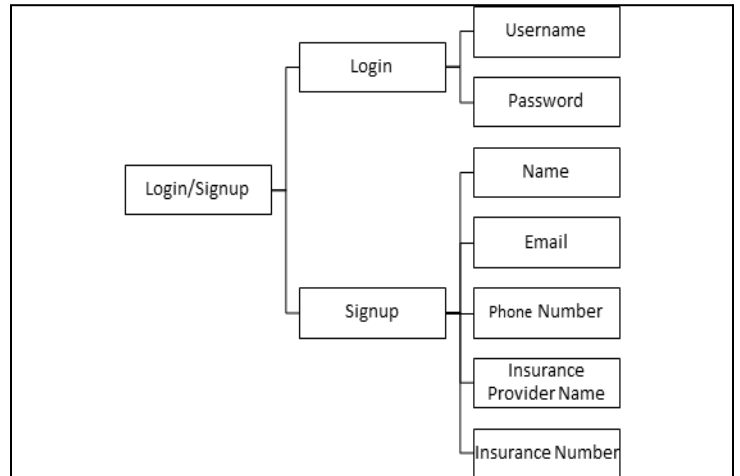 Username
Login
Password
Login/Signup
Name
Email
Signup
Phone Number
Insurance
Provider Name
Insurance Number